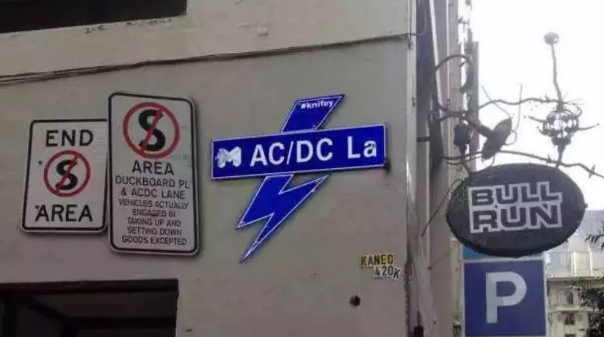 END
S
AREA
S
AREA
DUCKBOARD PL
& ACDC LANE
VEHICLES ACTUALLY
ENGAGED IN
TAKING UP AND
SETTING DOWN
GOODS EXCEPTED
#knifey
M AC/DC La
KANEO
420K
BULL
RUN
P